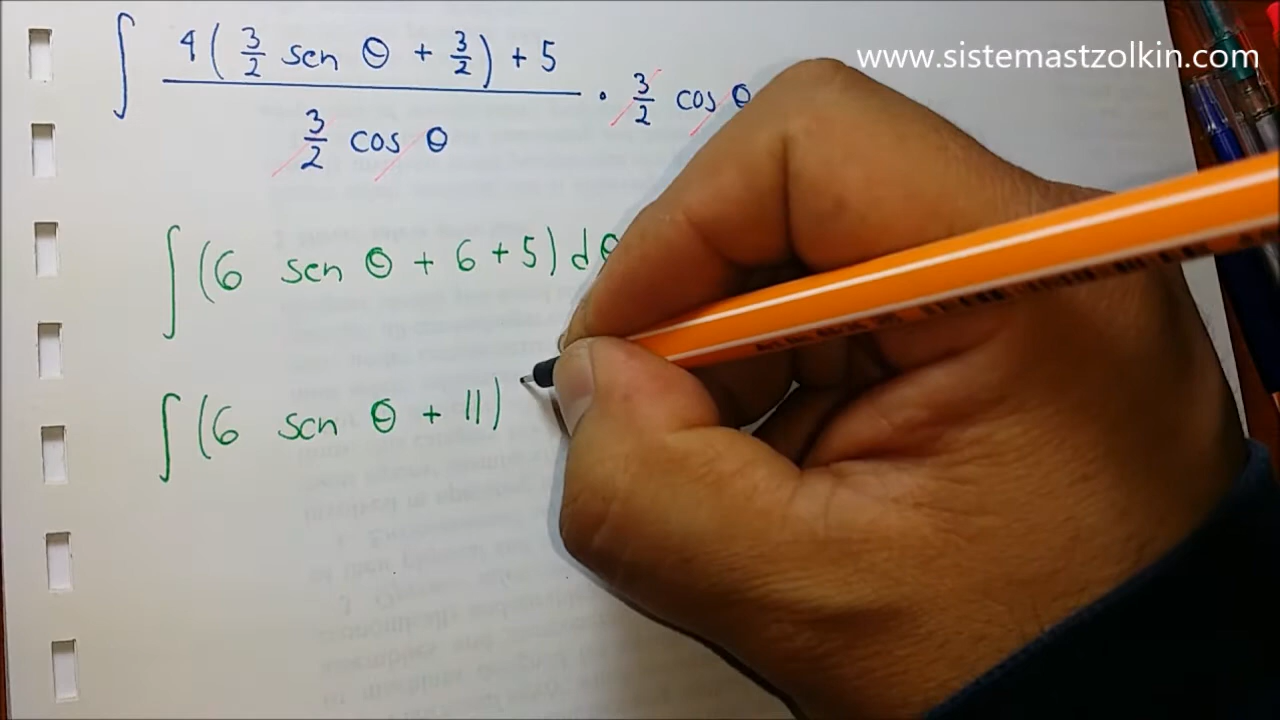 www.sistemastzolkin.com
∫ 4( 3/2 sen θ + 3/2 ) + 5 / 3/2 cos θ · 3/2 cos θ
∫ (6 sen θ + 6 + 5) dθ
∫ (6 sen θ + 11)